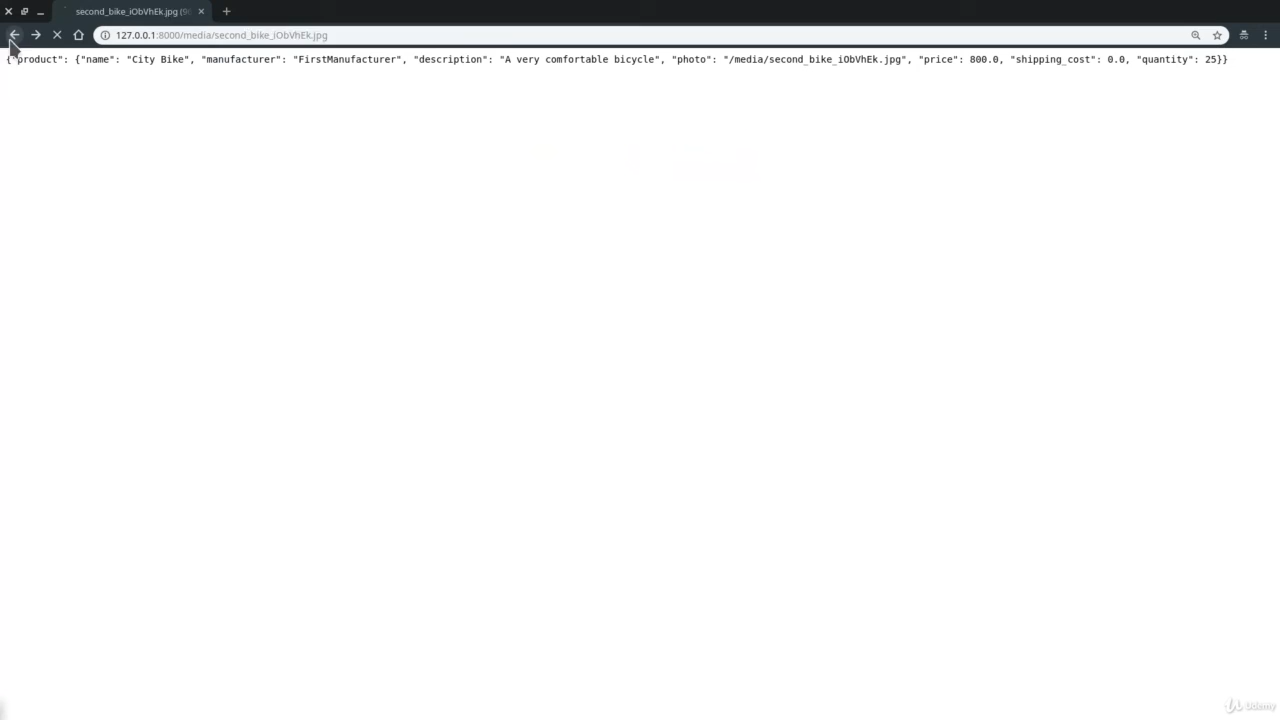 second_bike_iObVhEk.jpg (9
127.0.0.1:8000/media/second_bike_iObVhEk.jpg
{"product": {"name": "City Bike", "manufacturer": "FirstManufacturer", "description": "A very comfortable bicycle", "photo": "/media/second_bike_iObVhEk.jpg", "price": 800.0, "shipping_cost": 0.0, "quantity": 25}}
Udemy